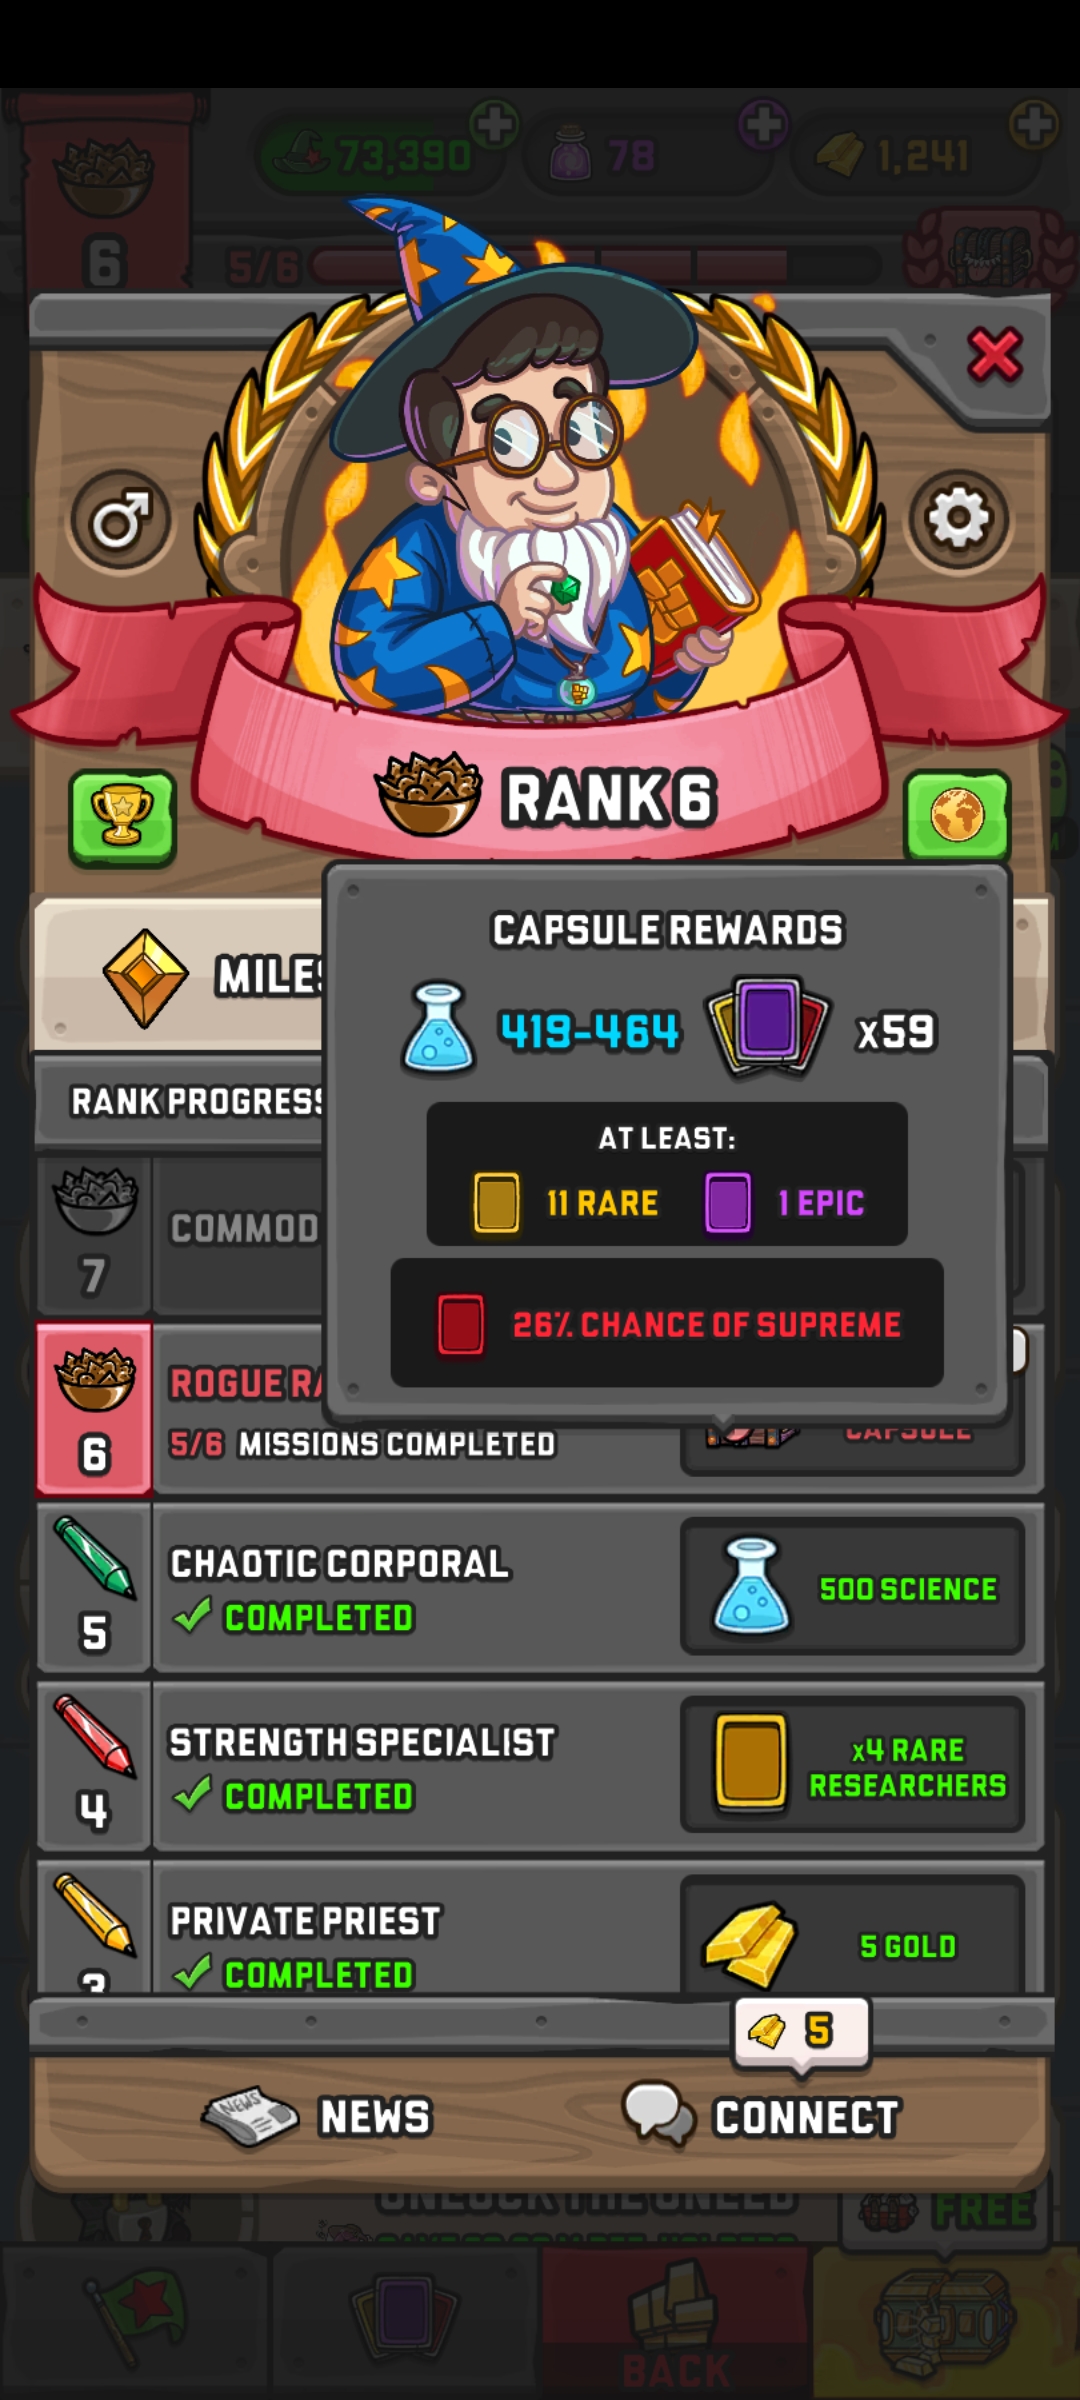 73,390
78
1,241
6
5/6
RANK 6
CAPSULE REWARDS
419-464
x59
AT LEAST:
11 RARE
1 EPIC
26% CHANCE OF SUPREME
MILES
RANK PROGRESS
7
COMMOD
6
ROGUE RA
5/6 MISSIONS COMPLETED
CAPSULE
5
CHAOTIC CORPORAL
COMPLETED
500 SCIENCE
4
STRENGTH SPECIALIST
COMPLETED
x4 RARE
RESEARCHERS
3
PRIVATE PRIEST
COMPLETED
5 GOLD
5
NEWS
NEWS
CONNECT
FREE
BACK